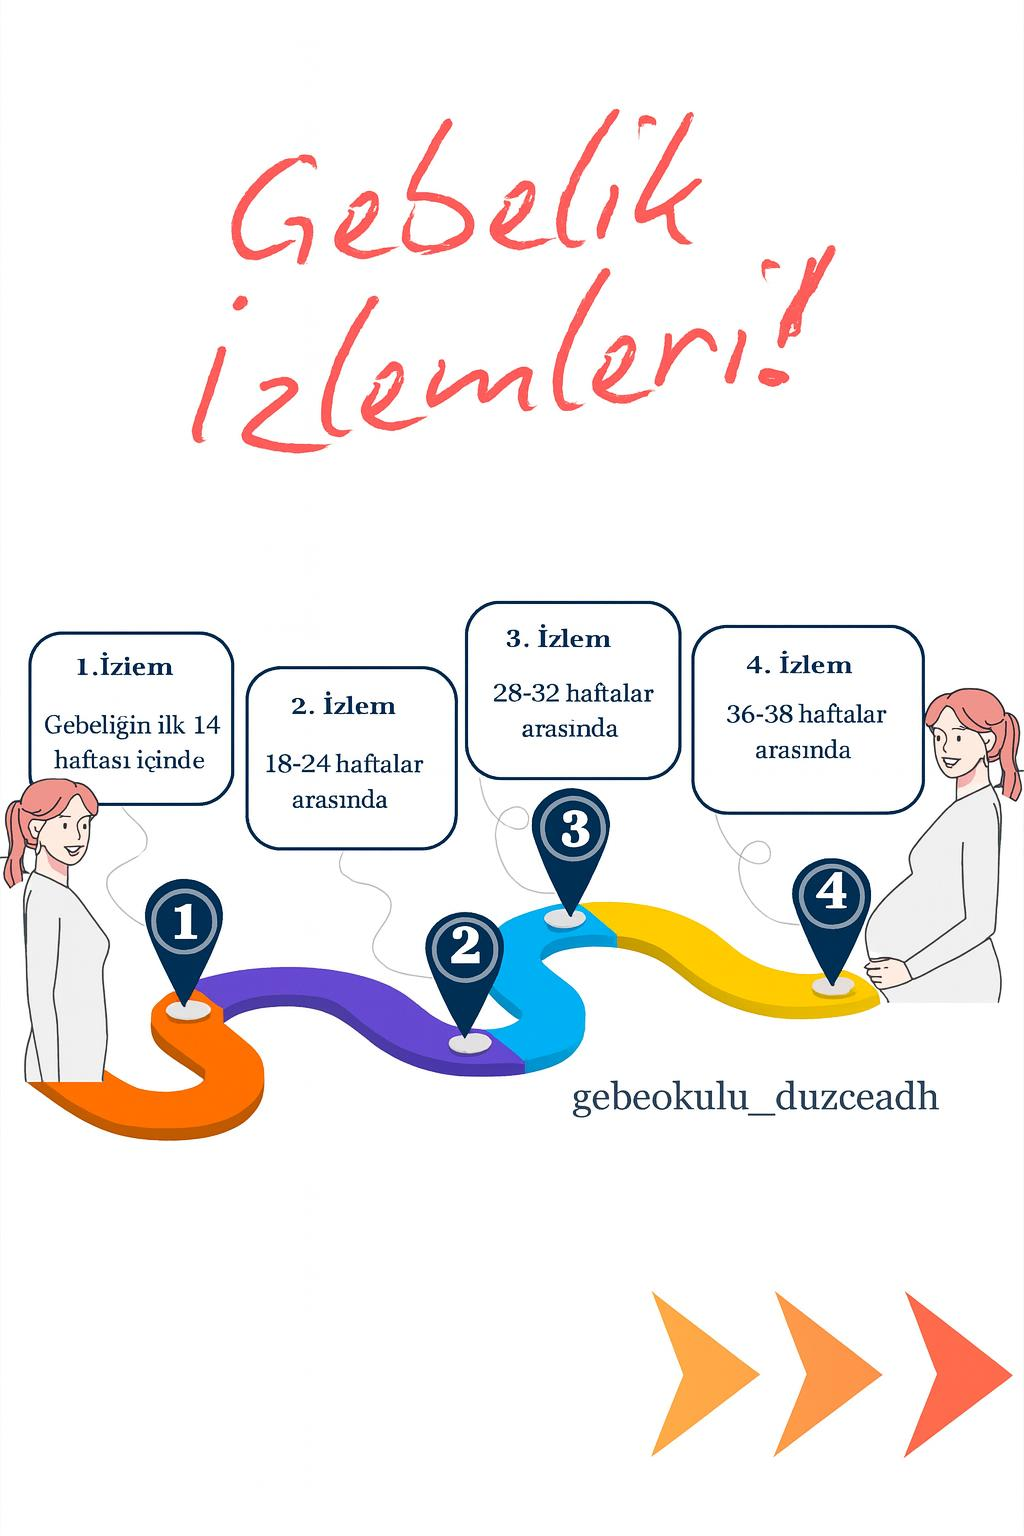 Gebelik
İzlemleri!
1.İziem
Gebeliğin ilk 14
haftası içinde
2. İzlem
18-24 haftalar
arasında
3. İzlem
28-32 haftalar
arasında
4. İzlem
36-38 haftalar
arasında
1
2
3
4
gebeokulu_duzceadh